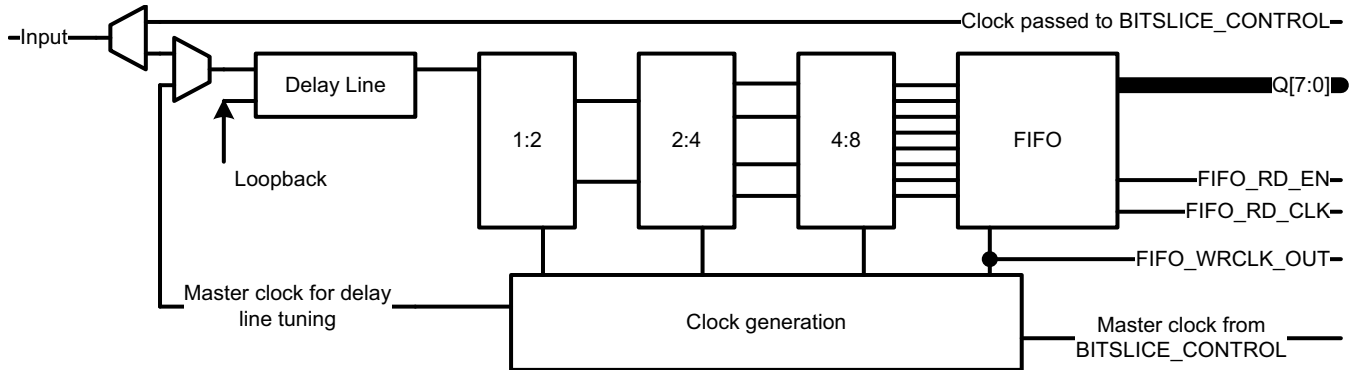 Clock passed to BITSLICE_CONTROL
Input
Delay Line
Q[7:0]
1:2
2:4
4:8
FIFO
Loopback
FIFO_RD_EN
FIFO_RD_CLK
FIFO_WRCLK_OUT
Master clock for delay
line tuning
Clock generation
Master clock from
BITSLICE_CONTROL